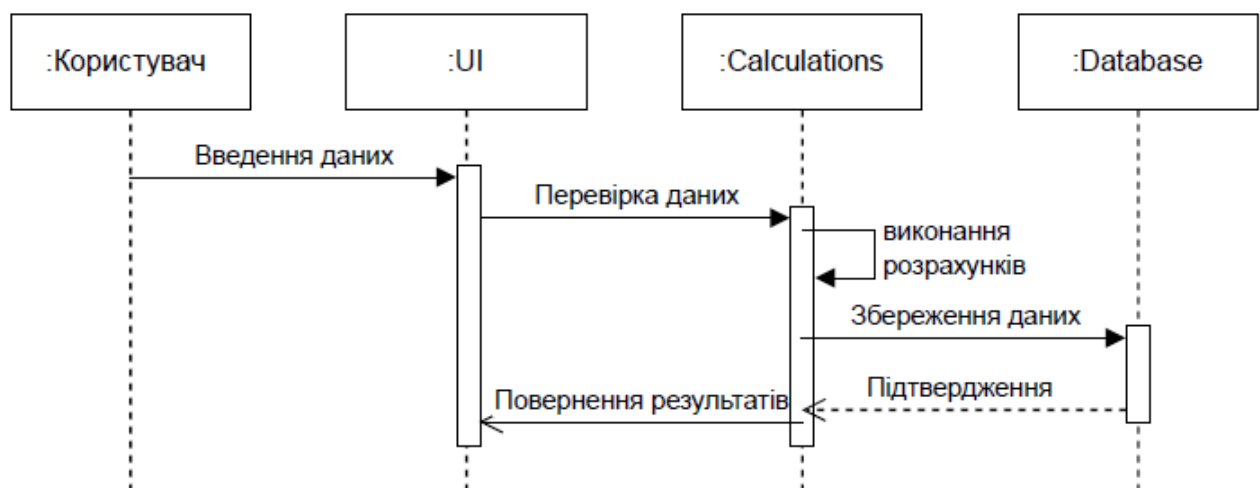 :Користувач
:UI
:Calculations
:Database
Введення даних
Перевірка даних
виконання
розрахунків
Збереження даних
Підтвердження
Повернення результатів